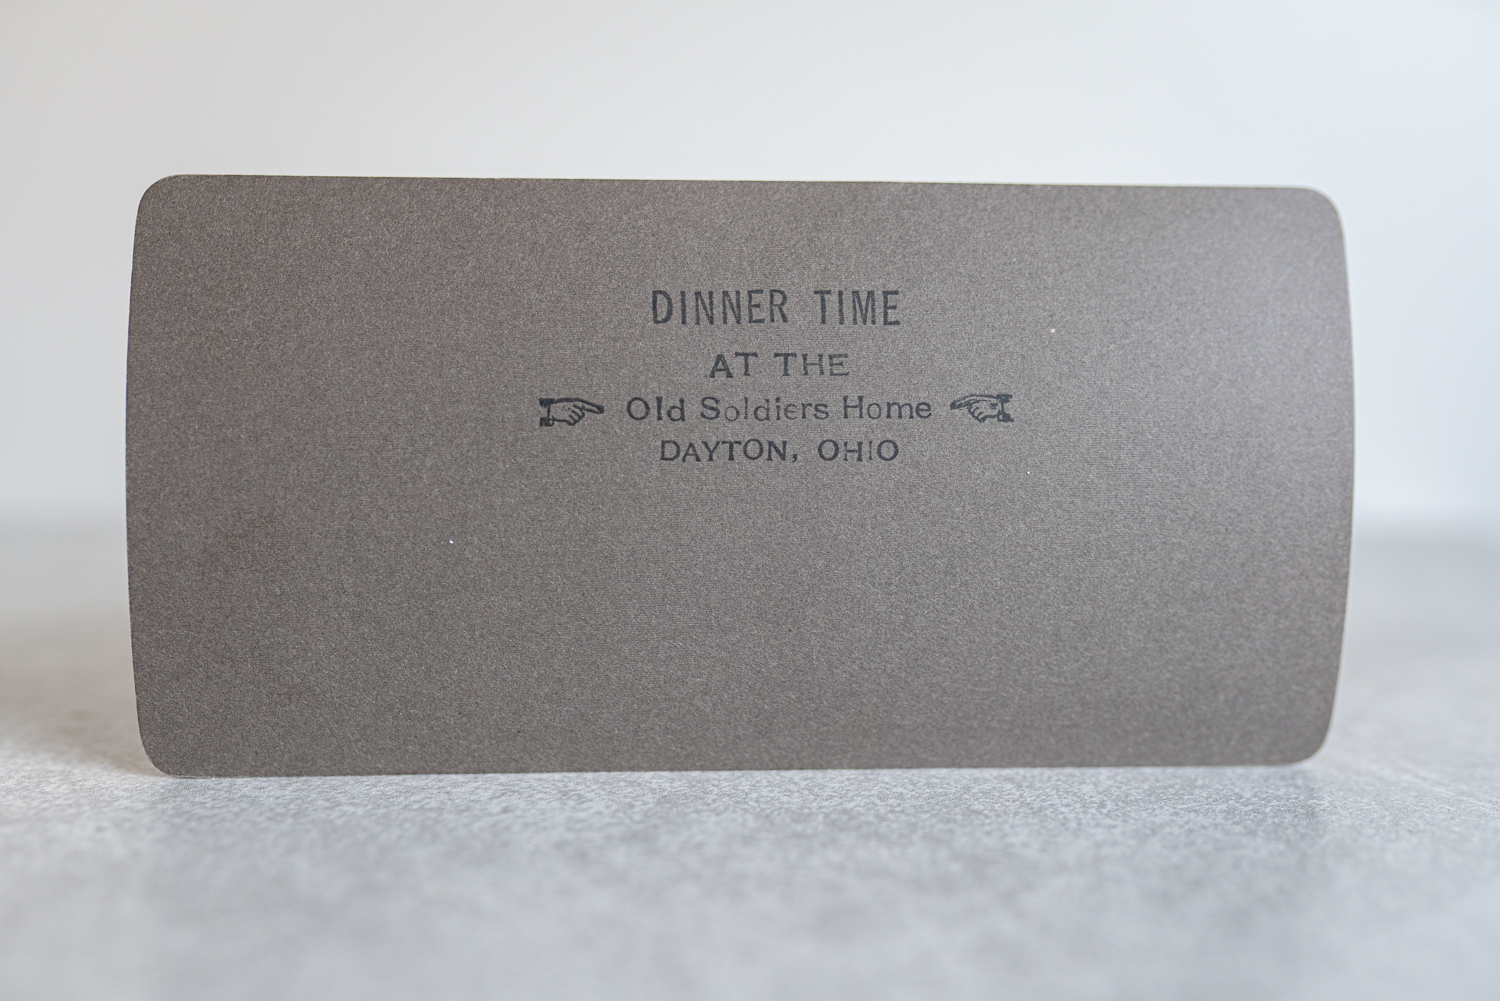 DINNER TIME
AT THE
Old Soldiers Home
DAYTON, OHIO